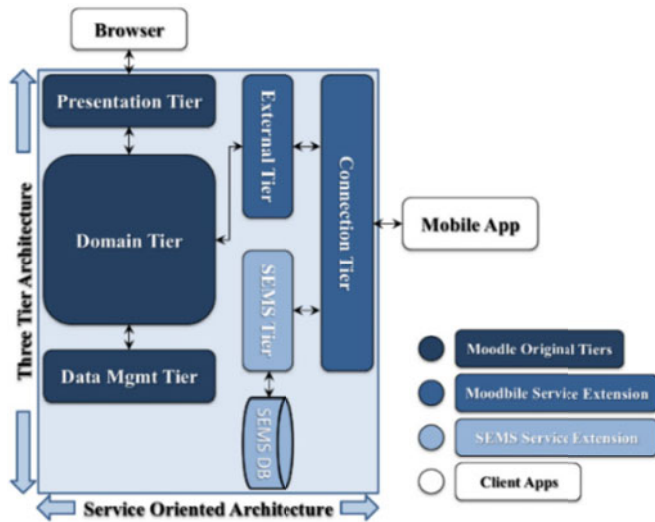 Browser
Presentation Tier
Domain Tier
Data Mgmt Tier
External Tier
SEMS Tier
SEMS DB
Connection Tier
Mobile App
Three Tier Architecture
Service Oriented Architecture
Moodle Original Tiers
Moodbile Service Extension
SEMS Service Extension
Client Apps